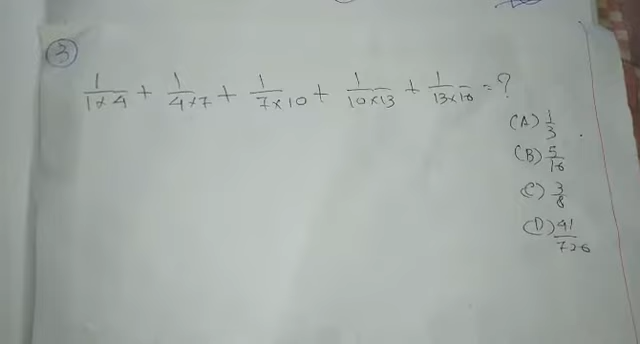 3
1/1×4 + 1/4×7 + 1/7×10 + 1/10×13 + 1/13×16 = ?
(A) 1/3
(B) 5/16
(C) 3/8
(D) 41/7